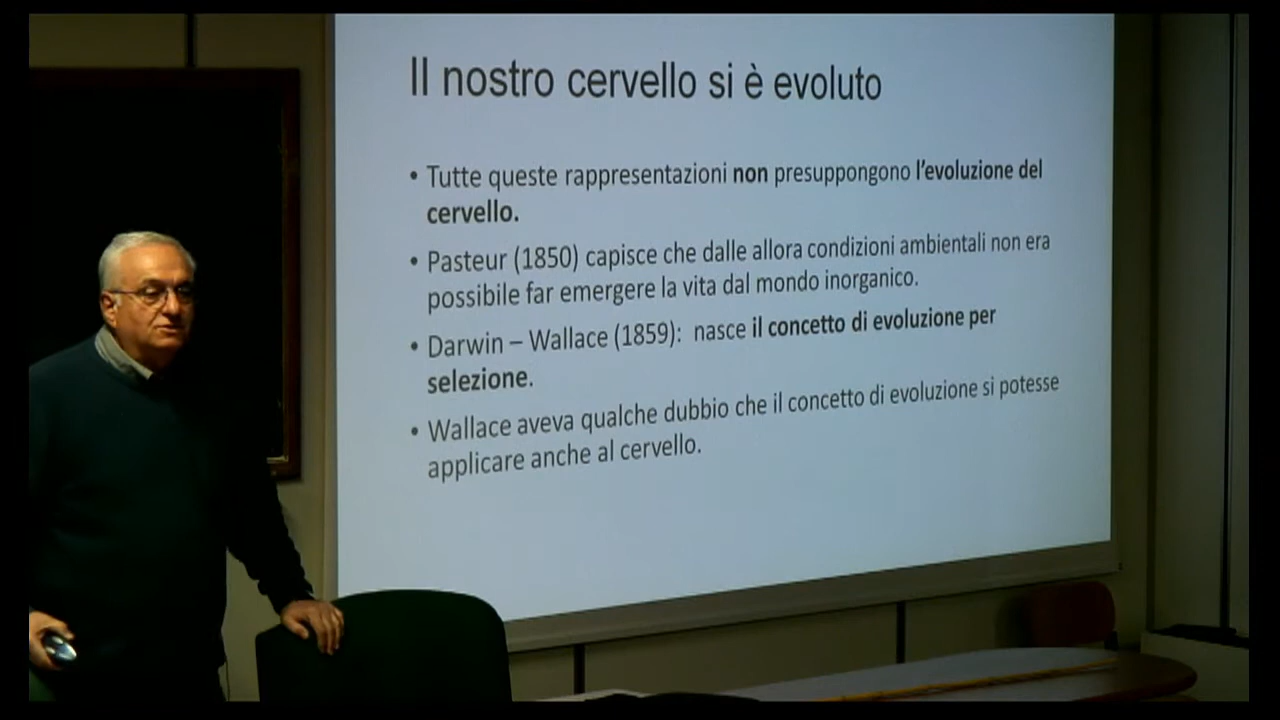 Il nostro cervello si è evoluto
• Tutte queste rappresentazioni non presuppongono l'evoluzione del
cervello.
• Pasteur (1850) capisce che dalle allora condizioni ambientali non era
possibile far emergere la vita dal mondo inorganico.
• Darwin – Wallace (1859): nasce il concetto di evoluzione per
selezione.
• Wallace aveva qualche dubbio che il concetto di evoluzione si potesse
applicare anche al cervello.